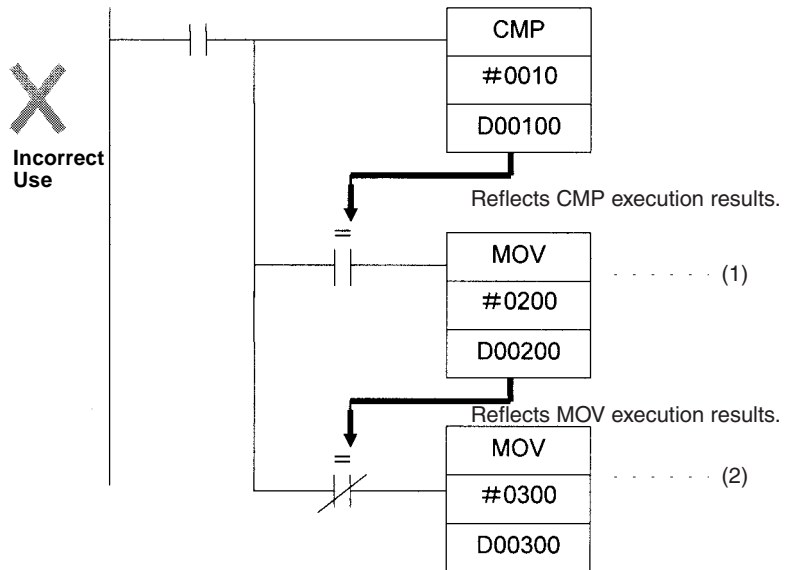 CMP
#0010
D00100
Incorrect
Use
Reflects CMP execution results.
=
MOV
(1)
#0200
D00200
Reflects MOV execution results.
=
MOV
(2)
#0300
D00300